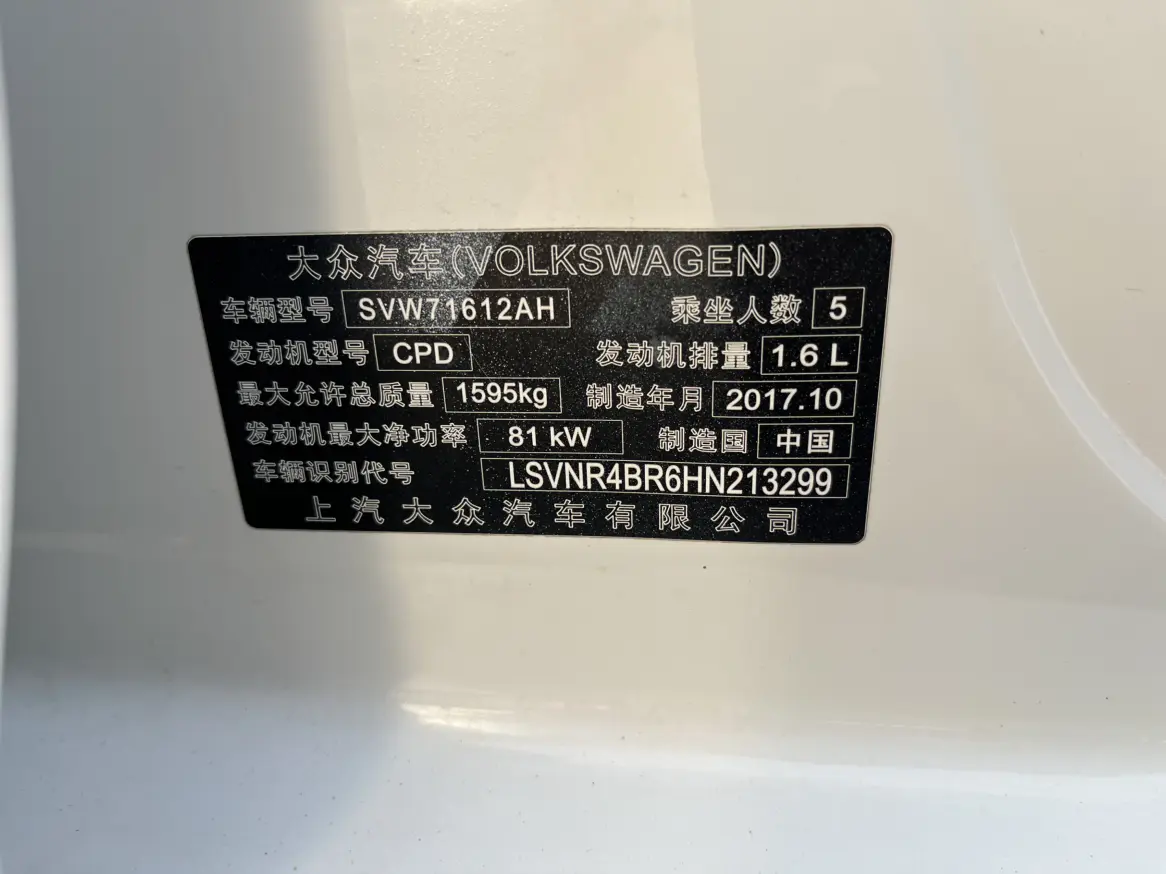 大众汽车(VOLKSWAGEN)
车辆型号 SVW71612AH 乘坐人数 5
发动机型号 CPD 发动机排量 1.6 L
最大允许总质量 1595kg 制造年月 2017.10
发动机最大净功率 81 kW 制造国 中国
车辆识别代号 LSVNR4BR6HN213299
上汽大众汽车有限公司